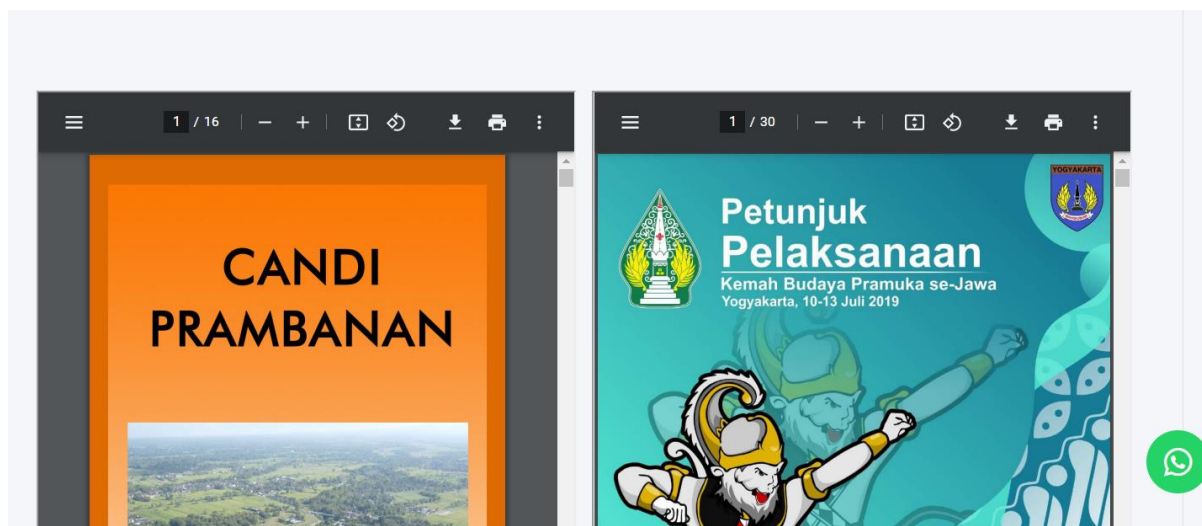 1 / 16
CANDI
PRAMBANAN
1 / 30
YOGYAKARTA
Petunjuk
Pelaksanaan
Kemah Budaya Pramuka se-Jawa
Yogyakarta, 10-13 Juli 2019